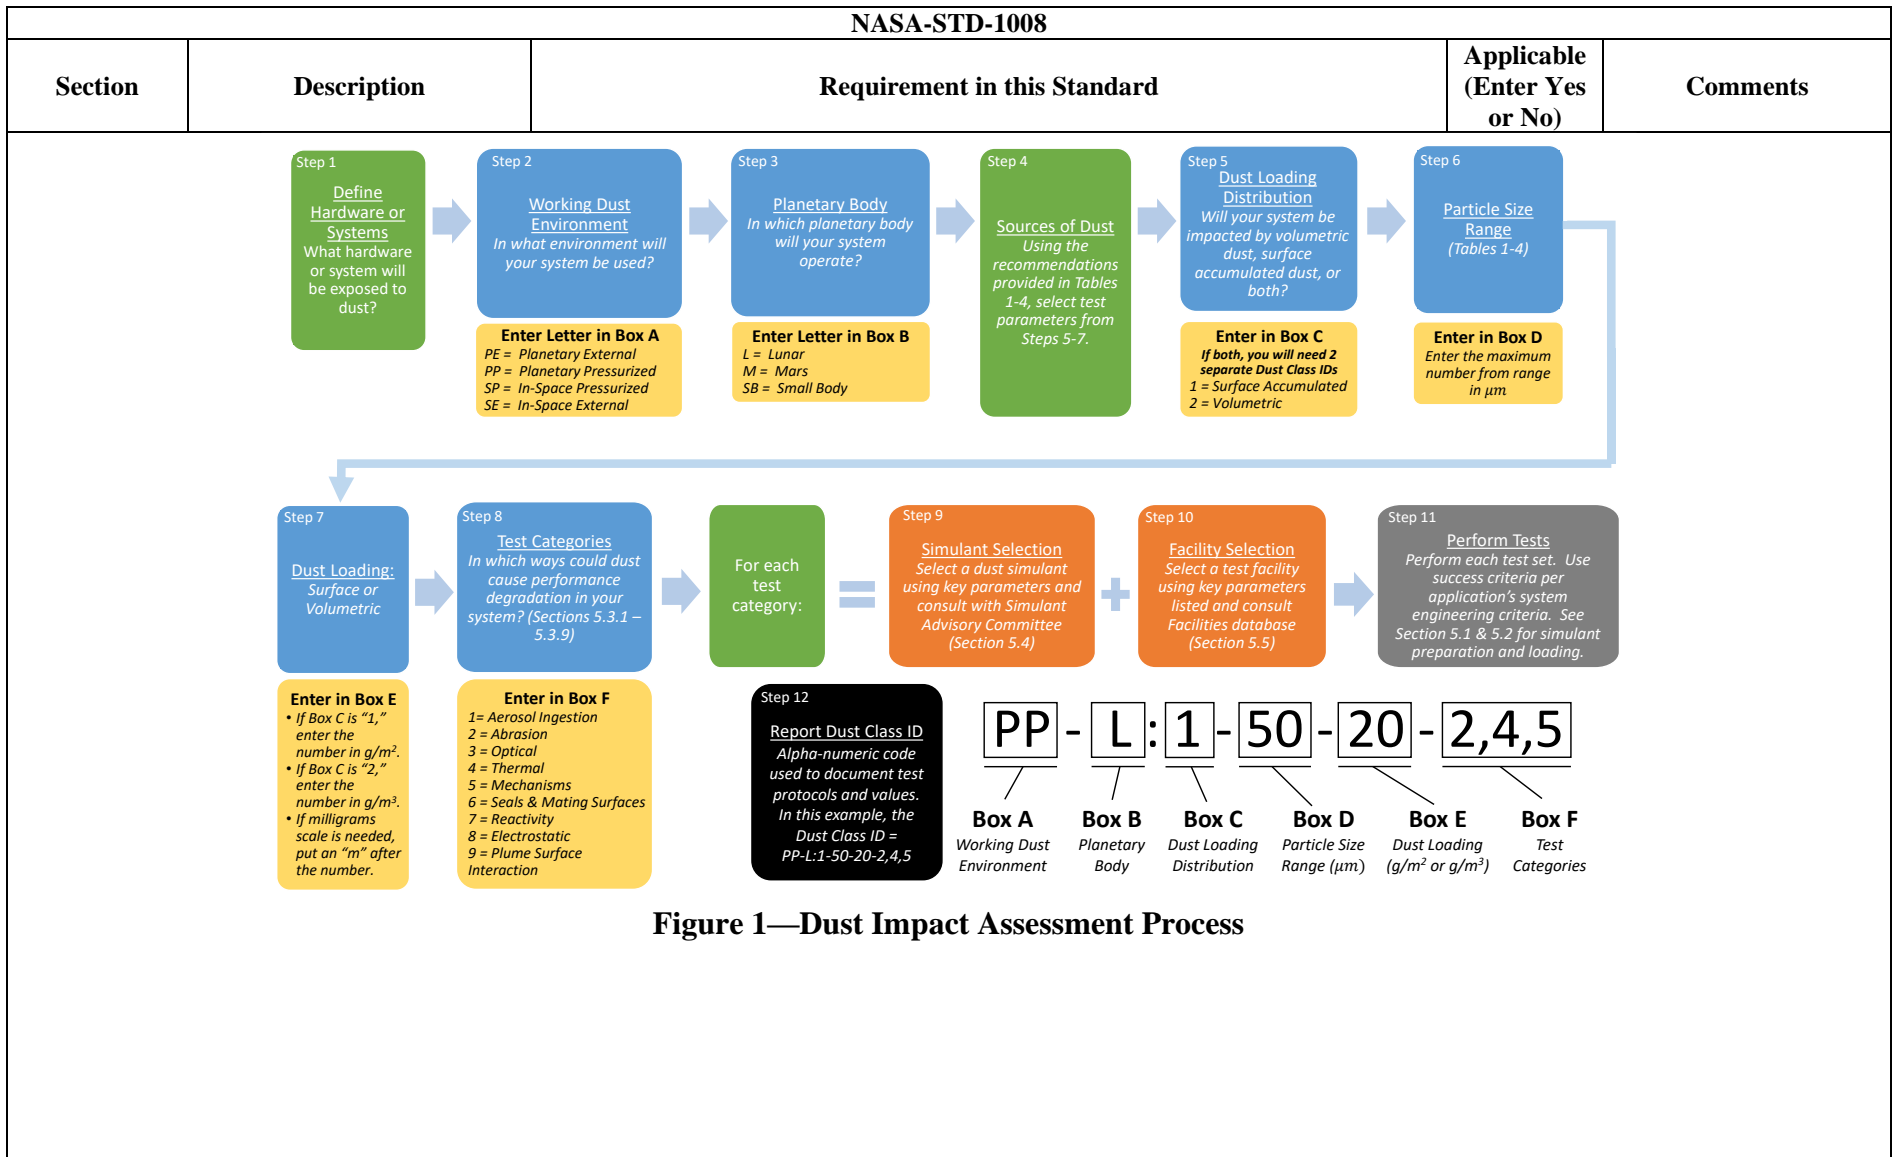 NASA-STD-1008
Section
Description
Requirement in this Standard
Applicable
(Enter Yes
or No)
Comments
Step 1
Define
Hardware or
Systems
What hardware
or system will
be exposed to
dust?
Step 2
Working Dust
Environment
In what environment will
your system be used?
Enter Letter in Box A
PE = Planetary External
PP = Planetary Pressurized
SP = In-Space Pressurized
SE = In-Space External
Step 3
Planetary Body
In which planetary body
will your system
operate?
Enter Letter in Box B
L = Lunar
M = Mars
SB = Small Body
Step 4
Sources of Dust
Using the
recommendations
provided in Tables
1-4, select test
parameters from
Steps 5-7.
Step 5
Dust Loading
Distribution
Will your system be
impacted by volumetric
dust, surface
accumulated dust, or
both?
Enter in Box C
If both, you will need 2
separate Dust Class IDs
1 = Surface Accumulated
2 = Volumetric
Step 6
Particle Size
Range
(Tables 1-4)
Enter in Box D
Enter the maximum
number from range
in μm
Step 7
Dust Loading:
Surface or
Volumetric
Enter in Box E
• If Box C is “1,”
enter the
number in g/m².
• If Box C is “2,”
enter the
number in g/m³.
• If milligrams
scale is needed,
put an “m” after
the number.
Step 8
Test Categories
In which ways could dust
cause performance
degradation in your
system? (Sections 5.3.1 –
5.3.9)
Enter in Box F
1= Aerosol Ingestion
2 = Abrasion
3 = Optical
4 = Thermal
5 = Mechanisms
6 = Seals & Mating Surfaces
7 = Reactivity
8 = Electrostatic
9 = Plume Surface
Interaction
For each
test
category:
=
Step 9
Simulant Selection
Select a dust simulant
using key parameters and
consult with Simulant
Advisory Committee
(Section 5.4)
+
Step 10
Facility Selection
Select a test facility
using key parameters
listed and consult
Facilities database
(Section 5.5)
Step 11
Perform Tests
Perform each test set. Use
success criteria per
application’s system
engineering criteria. See
Section 5.1 & 5.2 for simulant
preparation and loading.
Step 12
Report Dust Class ID
Alpha-numeric code
used to document test
protocols and values.
In this example, the
Dust Class ID =
PP-L:1-50-20-2,4,5
PP - L : 1 - 50 - 20 - 2,4,5
Box A
Working Dust
Environment
Box B
Planetary
Body
Box C
Dust Loading
Distribution
Box D
Particle Size
Range (μm)
Box E
Dust Loading
(g/m² or g/m³)
Box F
Test
Categories
Figure 1—Dust Impact Assessment Process